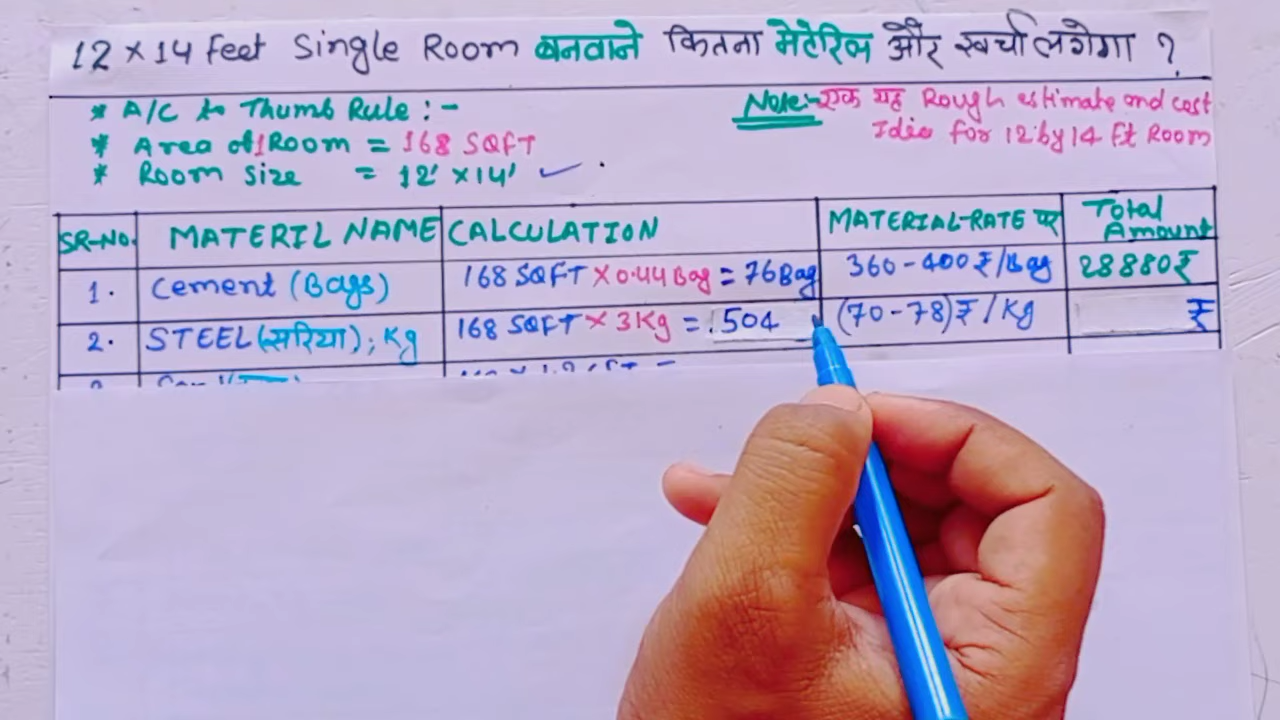 12 × 14 Feet Single Room बनवाने कितना मेटेरिल और खर्चा लगेगा ?
* A/C to Thumb Rule :-
Note:- एक यह Rough estimate and cost
Idia for 12 by 14 Ft Room
* Area of 1 Room = 168 SQFT
* Room Size = 12' × 14'
SR-No. MATERIL NAME CALCULATION MATERIAL-RATE पर Total Amount
1. Cement (Bags) 168 SQFT × 0.44 Bag = 76 Bag 360 - 400 ₹ / Bag 28880 ₹
2. STEEL (सरिया) ; Kg 168 SQFT × 3 Kg = 504 (70 - 78) ₹ / Kg ₹